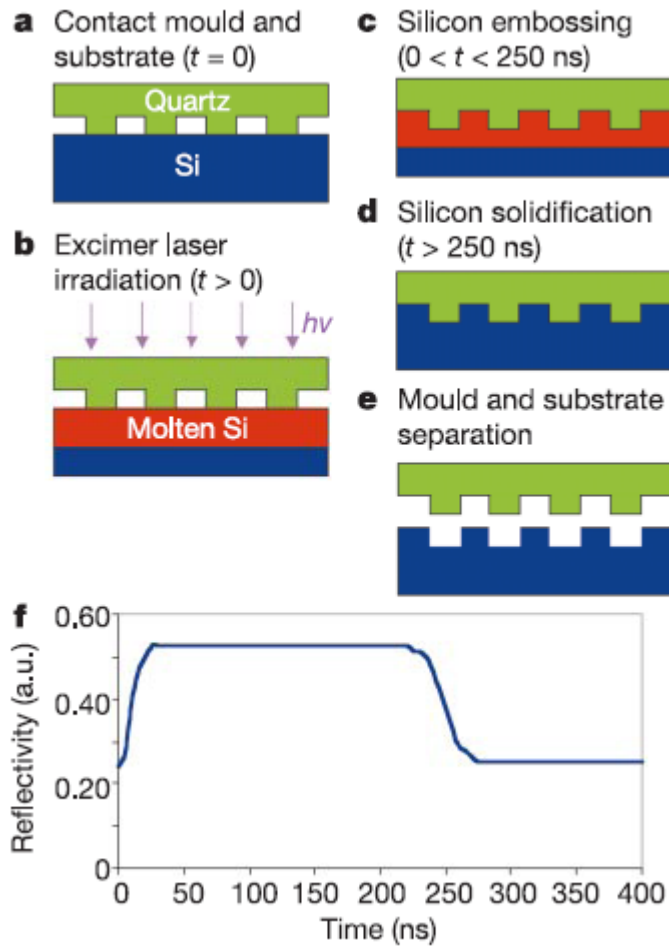 a Contact mould and
substrate (t = 0)
Quartz
Si
b Excimer laser
irradiation (t > 0)
hv
Molten Si
c Silicon embossing
(0 < t < 250 ns)
d Silicon solidification
(t > 250 ns)
e Mould and substrate
separation
f
Reflectivity (a.u.)
0.60
0.40
0.20
0
0 50 100 150 200 250 300 350 400
Time (ns)